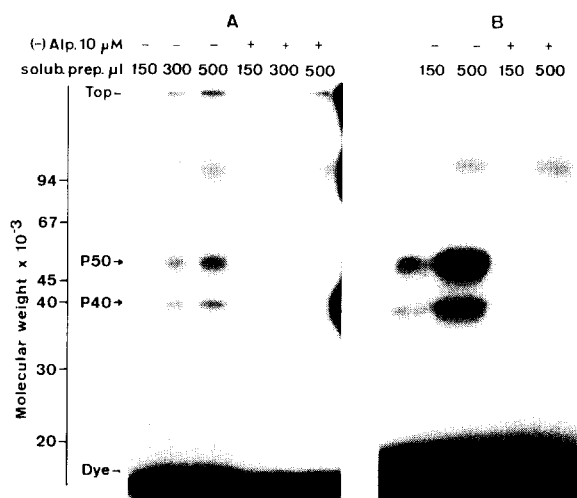 A B
(-) Alp. 10 μM - - - + + + - - + +
solub. prep. μl 150 300 500 150 300 500 150 500 150 500
Top-
94
67
P50→
45
P40→
40
30
20
Dye-
Molecular weight x 10⁻³